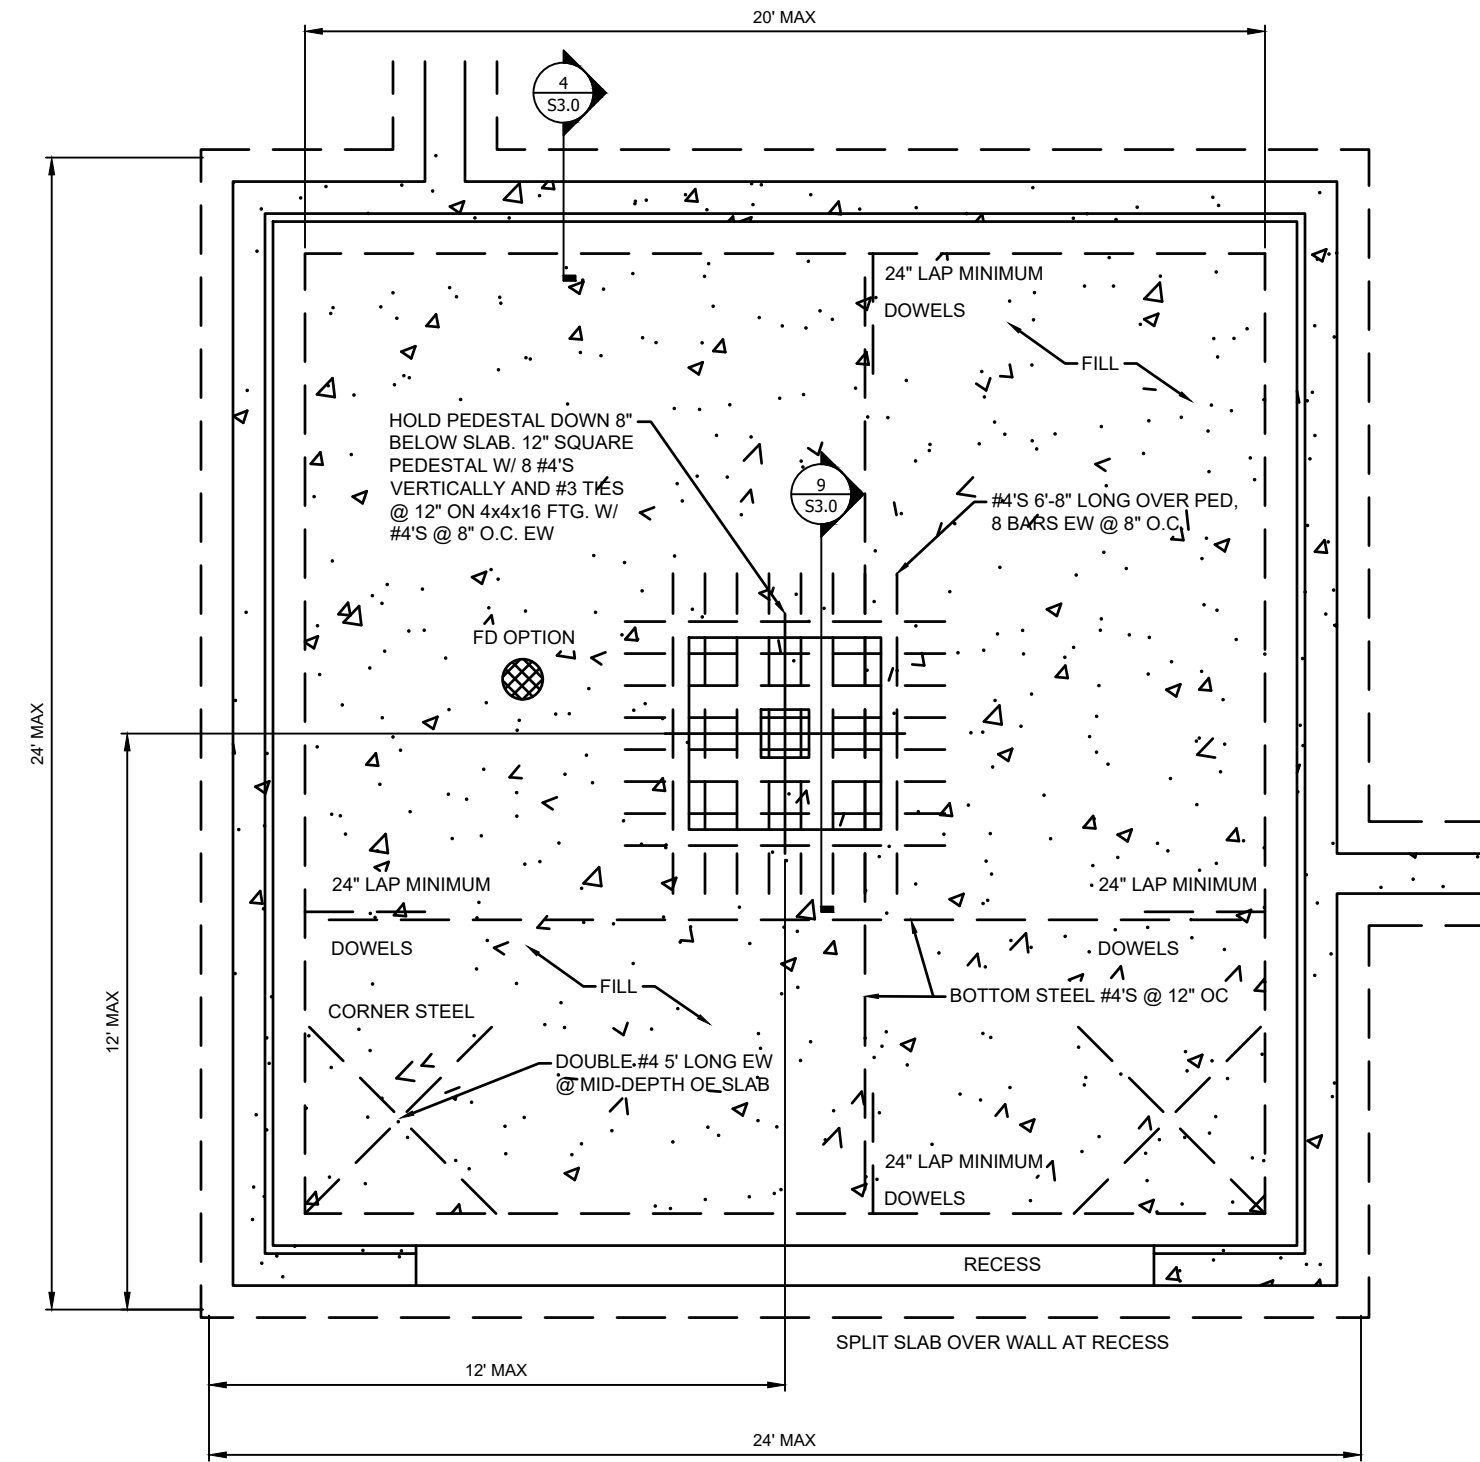 20' MAX
4
S3.0
24" LAP MINIMUM
DOWELS
FILL
HOLD PEDESTAL DOWN 8"
BELOW SLAB. 12" SQUARE
PEDESTAL W/ 8 #4'S
VERTICALLY AND #3 TIES
@ 12" ON 4x4x16 FTG. W/
#4'S @ 8" O.C. EW
9
S3.0
#4'S 6'-8" LONG OVER PED,
8 BARS EW @ 8" O.C.
FD OPTION
24' MAX
24" LAP MINIMUM
DOWELS
24" LAP MINIMUM
DOWELS
12' MAX
FILL
BOTTOM STEEL #4'S @ 12" OC
CORNER STEEL
DOUBLE #4 5' LONG EW
@ MID-DEPTH OF SLAB
24" LAP MINIMUM
DOWELS
RECESS
SPLIT SLAB OVER WALL AT RECESS
12' MAX
24' MAX